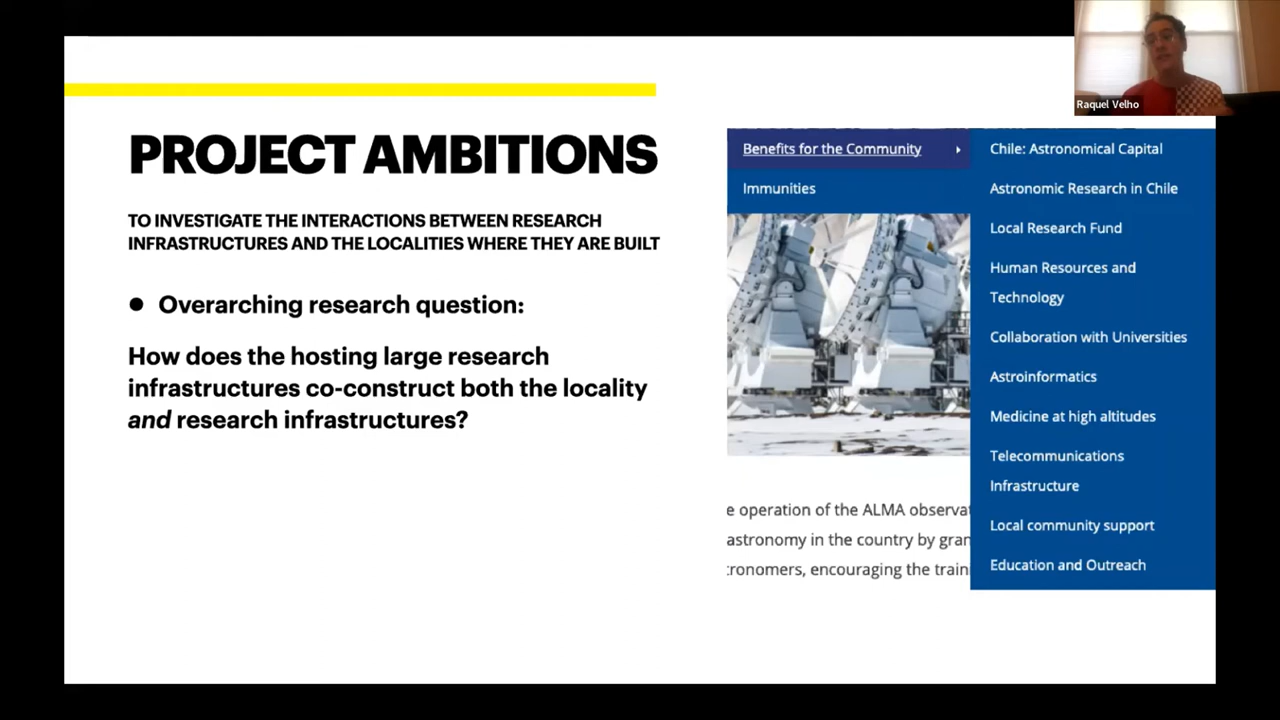 Raquel Velho
PROJECT AMBITIONS
TO INVESTIGATE THE INTERACTIONS BETWEEN RESEARCH
INFRASTRUCTURES AND THE LOCALITIES WHERE THEY ARE BUILT
● Overarching research question:
How does the hosting large research
infrastructures co-construct both the locality
and research infrastructures?
Benefits for the Community
Immunities
Chile: Astronomical Capital
Astronomic Research in Chile
Local Research Fund
Human Resources and
Technology
Collaboration with Universities
Astroinformatics
Medicine at high altitudes
Telecommunications
Infrastructure
Local community support
Education and Outreach
e operation of the ALMA observat
astronomy in the country by gran
tronomers, encouraging the train